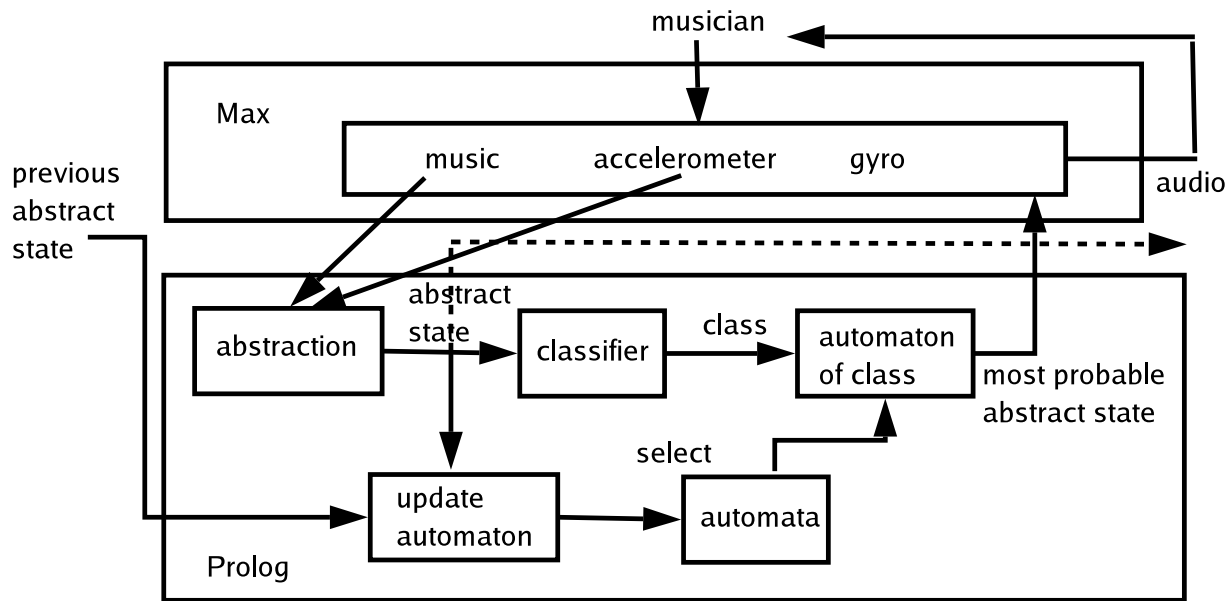 musician
Max
music
accelerometer
gyro
audio
previous
abstract
state
abstract
state
abstraction
classifier
class
automaton
of class
most probable
abstract state
select
update
automaton
automata
Prolog